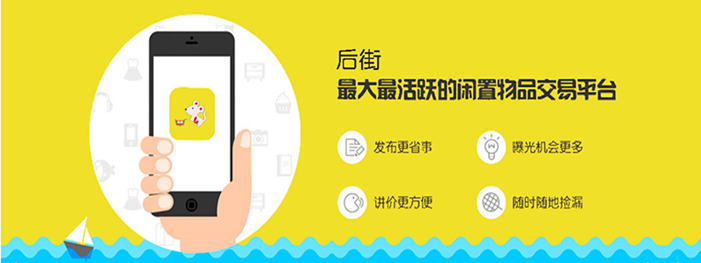 后街
最大最活跃的闲置物品交易平台
发布更省事
曝光机会更多
讲价更方便
随时随地捡漏